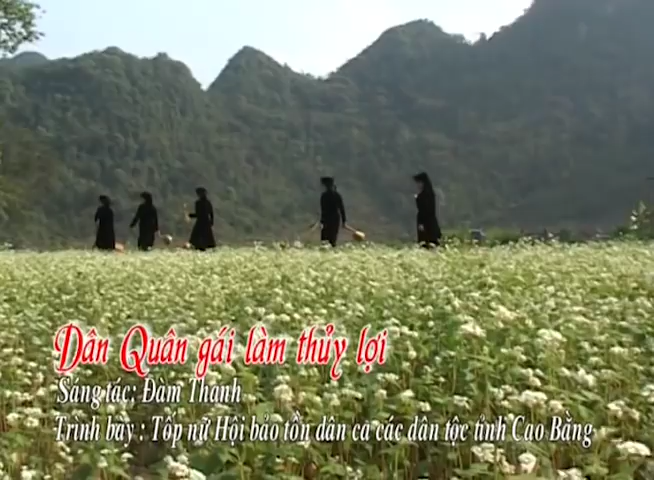 Dân Quân gái làm thủy lợi
Sáng tác: Đàm Thanh
Trình bày : Tốp nữ Hội bảo tồn dân ca các dân tộc tỉnh Cao Bằng